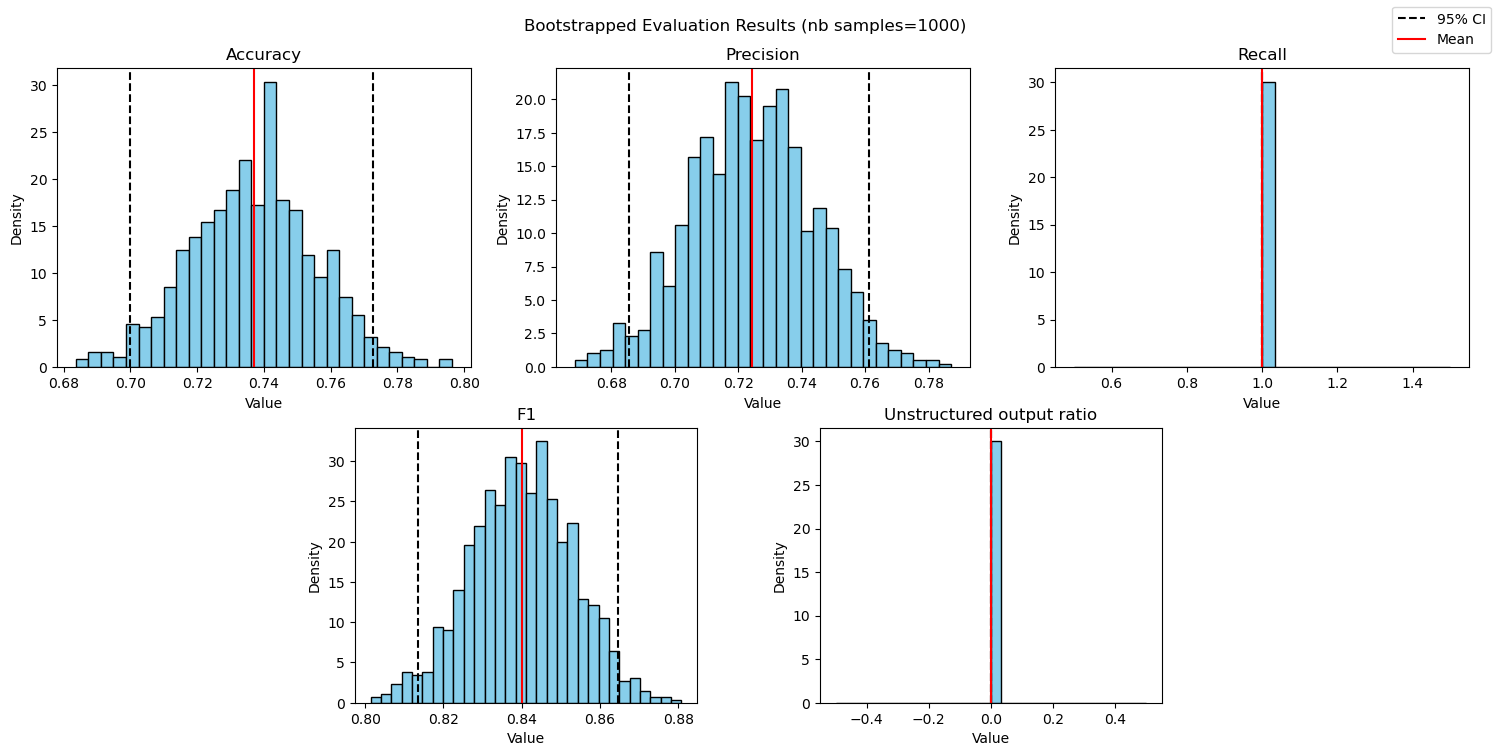 Bootstrapped Evaluation Results (nb samples=1000)
95% CI
Mean
Accuracy
Density
30
25
20
15
10
5
0
0.68 0.70 0.72 0.74 0.76 0.78 0.80
Value
Precision
Density
20.0
17.5
15.0
12.5
10.0
7.5
5.0
2.5
0.0
0.68 0.70 0.72 0.74 0.76 0.78
Value
Recall
Density
30
25
20
15
10
5
0
0.6 0.8 1.0 1.2 1.4
Value
F1
Density
30
25
20
15
10
5
0
0.80 0.82 0.84 0.86 0.88
Value
Unstructured output ratio
Density
30
25
20
15
10
5
0
−0.4 −0.2 0.0 0.2 0.4
Value